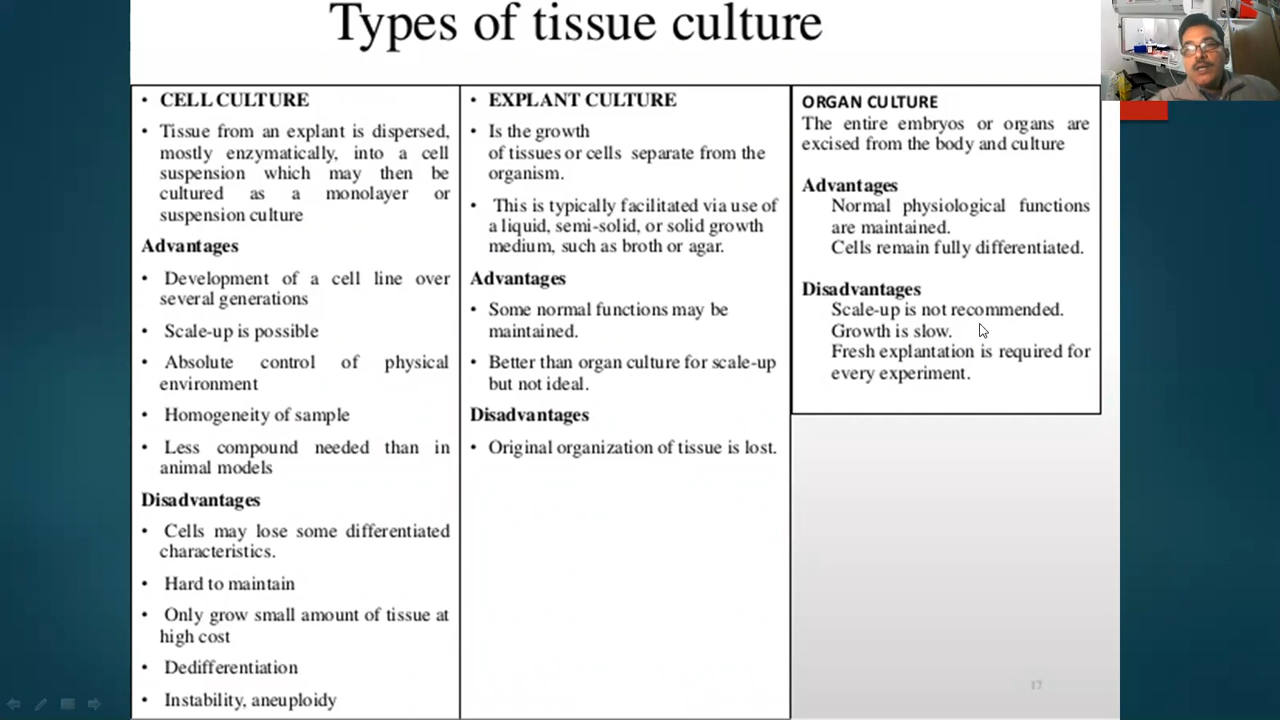 Types of tissue culture
• CELL CULTURE
• Tissue from an explant is dispersed,
mostly enzymatically, into a cell
suspension which may then be
cultured as a monolayer or
suspension culture
Advantages
• Development of a cell line over
several generations
• Scale-up is possible
• Absolute control of physical
environment
• Homogeneity of sample
• Less compound needed than in
animal models
Disadvantages
• Cells may lose some differentiated
characteristics.
• Hard to maintain
• Only grow small amount of tissue at
high cost
• Dedifferentiation
• Instability, aneuploidy
• EXPLANT CULTURE
• Is the growth
of tissues or cells separate from the
organism.
• This is typically facilitated via use of
a liquid, semi-solid, or solid growth
medium, such as broth or agar.
Advantages
• Some normal functions may be
maintained.
• Better than organ culture for scale-up
but not ideal.
Disadvantages
• Original organization of tissue is lost.
ORGAN CULTURE
The entire embryos or organs are
excised from the body and culture
Advantages
Normal physiological functions
are maintained.
Cells remain fully differentiated.
Disadvantages
Scale-up is not recommended.
Growth is slow.
Fresh explantation is required for
every experiment.
17